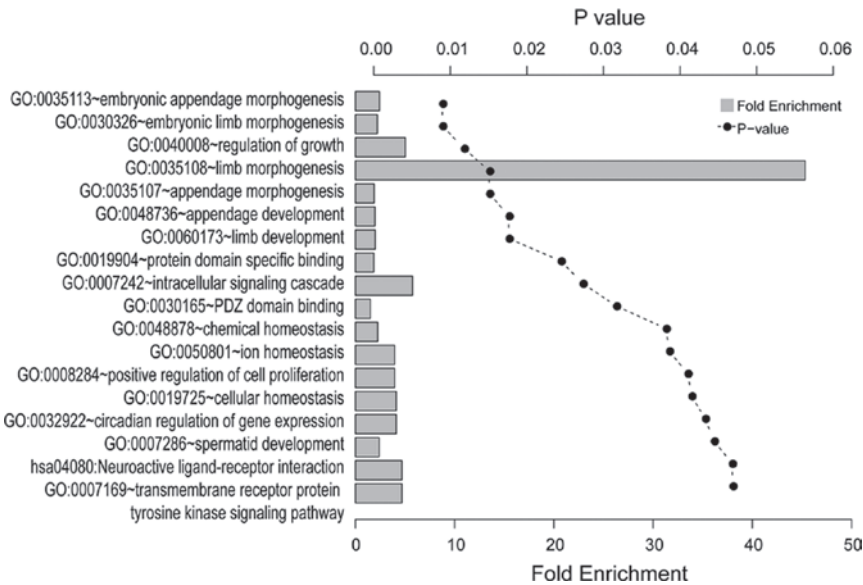 P value
0.00 0.01 0.02 0.03 0.04 0.05 0.06
GO:0035113~embryonic appendage morphogenesis
GO:0030326~embryonic limb morphogenesis
GO:0040008~regulation of growth
GO:0035108~limb morphogenesis
GO:0035107~appendage morphogenesis
GO:0048736~appendage development
GO:0060173~limb development
GO:0019904~protein domain specific binding
GO:0007242~intracellular signaling cascade
GO:0030165~PDZ domain binding
GO:0048878~chemical homeostasis
GO:0050801~ion homeostasis
GO:0008284~positive regulation of cell proliferation
GO:0019725~cellular homeostasis
GO:0032922~circadian regulation of gene expression
GO:0007286~spermatid development
hsa04080:Neuroactive ligand-receptor interaction
GO:0007169~transmembrane receptor protein
tyrosine kinase signaling pathway
Fold Enrichment
P-value
0 10 20 30 40 50
Fold Enrichment